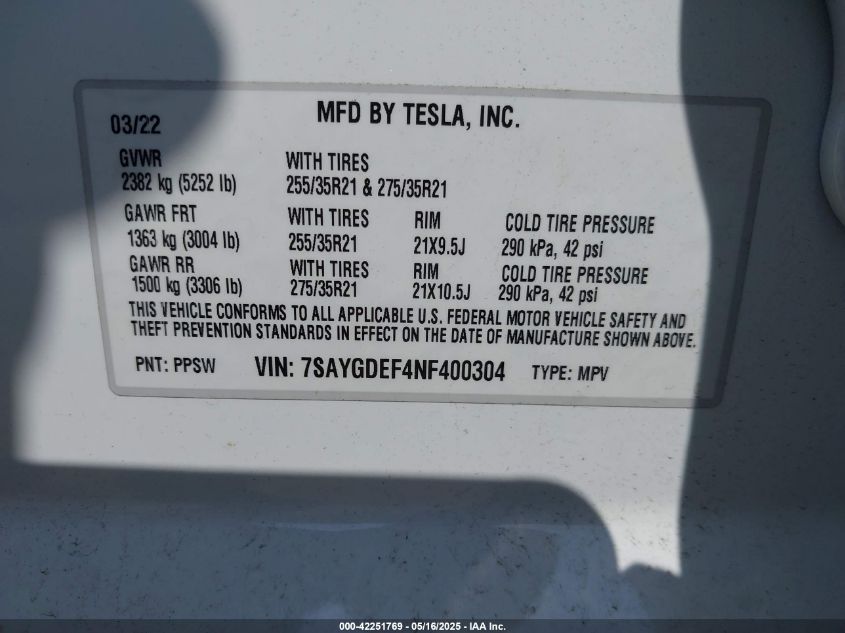 MFD BY TESLA, INC.
03/22
GVWR WITH TIRES
2382 kg (5252 lb) 255/35R21 & 275/35R21
GAWR FRT WITH TIRES RIM COLD TIRE PRESSURE
1363 kg (3004 lb) 255/35R21 21X9.5J 290 kPa, 42 psi
GAWR RR WITH TIRES RIM COLD TIRE PRESSURE
1500 kg (3306 lb) 275/35R21 21X10.5J 290 kPa, 42 psi
THIS VEHICLE CONFORMS TO ALL APPLICABLE U.S. FEDERAL MOTOR VEHICLE SAFETY AND
THEFT PREVENTION STANDARDS IN EFFECT ON THE DATE OF MANUFACTURE SHOWN ABOVE.
PNT: PPSW VIN: 7SAYGDEF4NF400304 TYPE: MPV
000-42251769 - 05/16/2025 - IAA Inc.